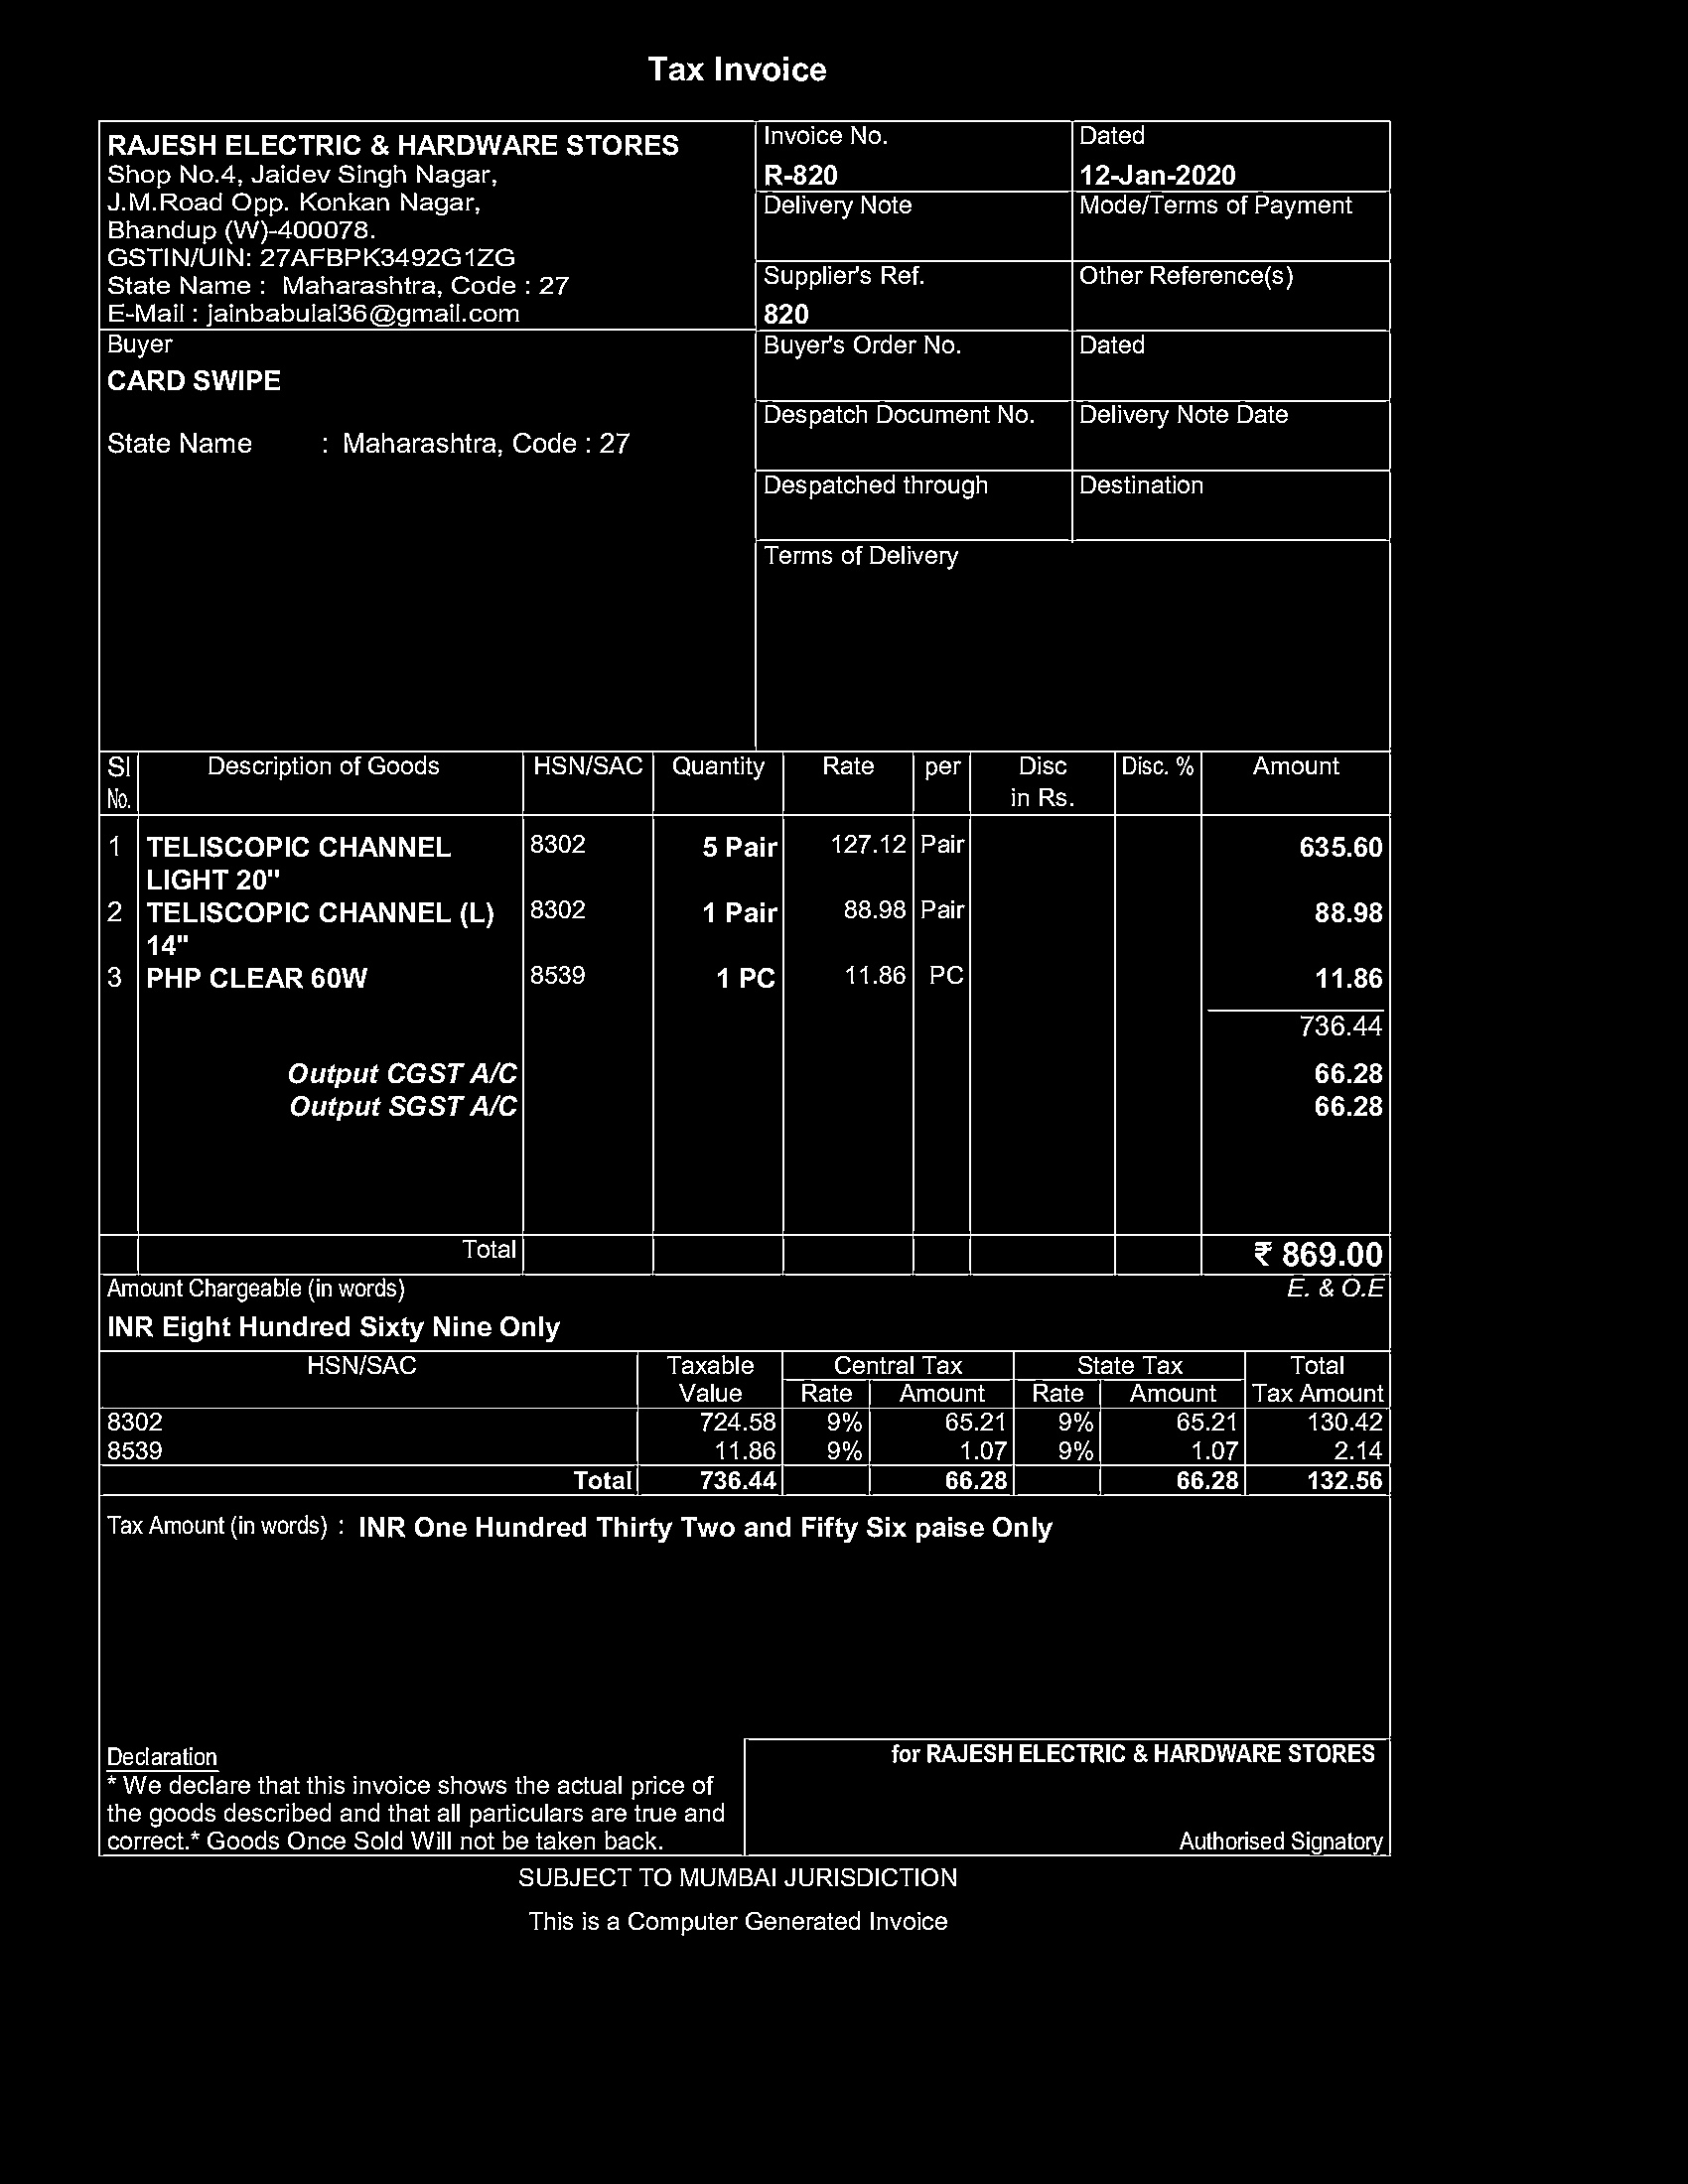 Tax Invoice
RAJESH ELECTRIC & HARDWARE STORES
Shop No.4, Jaidev Singh Nagar,
J.M.Road Opp. Konkan Nagar,
Bhandup (W)-400078.
GSTIN/UIN: 27AFBPK3492G1ZG
State Name : Maharashtra, Code : 27
E-Mail : jainbabulal36@gmail.com
Invoice No. Dated
R-820 12-Jan-2020
Delivery Note Mode/Terms of Payment
Supplier's Ref. Other Reference(s)
820
Buyer
CARD SWIPE
State Name : Maharashtra, Code : 27
Buyer's Order No. Dated
Despatch Document No. Delivery Note Date
Despatched through Destination
Terms of Delivery
Sl Description of Goods HSN/SAC Quantity Rate per Disc Disc. % Amount
No. in Rs.
1 TELISCOPIC CHANNEL 8302 5 Pair 127.12 Pair 635.60
LIGHT 20"
2 TELISCOPIC CHANNEL (L) 8302 1 Pair 88.98 Pair 88.98
14"
3 PHP CLEAR 60W 8539 1 PC 11.86 PC 11.86
736.44
Output CGST A/C 66.28
Output SGST A/C 66.28
Total ₹ 869.00
Amount Chargeable (in words) E. & O.E
INR Eight Hundred Sixty Nine Only
HSN/SAC Taxable Central Tax State Tax Total
Value Rate Amount Rate Amount Tax Amount
8302 724.58 9% 65.21 9% 65.21 130.42
8539 11.86 9% 1.07 9% 1.07 2.14
Total 736.44 66.28 66.28 132.56
Tax Amount (in words) : INR One Hundred Thirty Two and Fifty Six paise Only
Declaration
* We declare that this invoice shows the actual price of
the goods described and that all particulars are true and
correct.* Goods Once Sold Will not be taken back.
for RAJESH ELECTRIC & HARDWARE STORES
Authorised Signatory
SUBJECT TO MUMBAI JURISDICTION
This is a Computer Generated Invoice